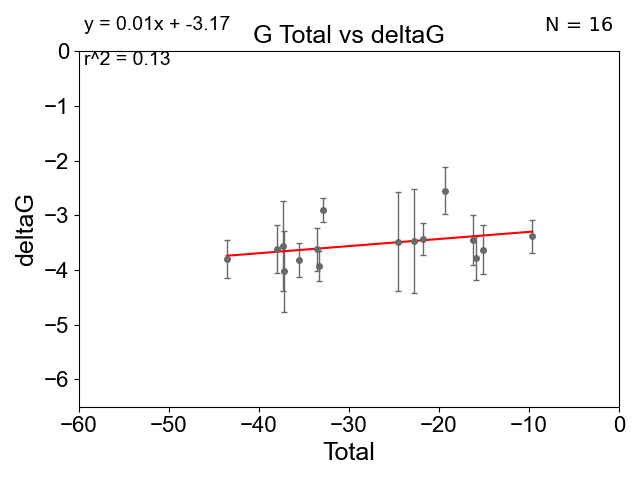 y = 0.01x + -3.17
N = 16
G Total vs deltaG
r^2 = 0.13
0
−1
−2
−3
−4
−5
−6
deltaG
−60 −50 −40 −30 −20 −10 0
Total